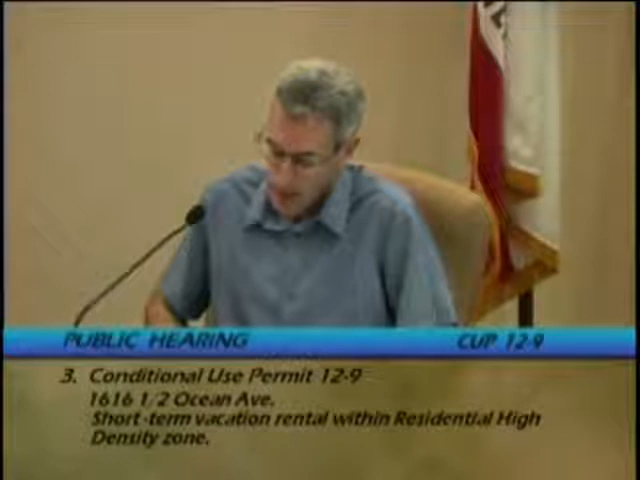 PUBLIC HEARING CUP 12-9
3. Conditional Use Permit 12-9
1616 1/2 Ocean Ave.
Short-term vacation rental within Residential High
Density zone.